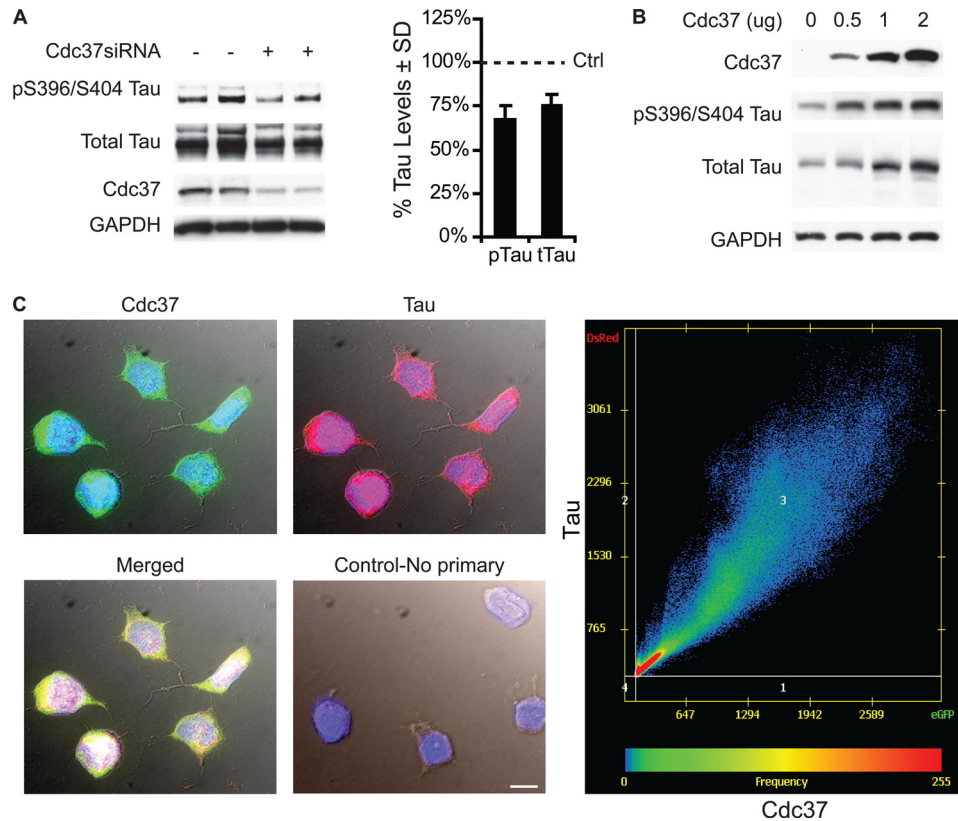 A
Cdc37siRNA - - + +
pS396/S404 Tau
Total Tau
Cdc37
GAPDH
% Tau Levels ± SD
125%
100%
75%
50%
25%
0%
Ctrl
pTau tTau
B
Cdc37 (ug) 0 0.5 1 2
Cdc37
pS396/S404 Tau
Total Tau
GAPDH
C
Cdc37
Tau
Merged
Control-No primary
Tau
DsRed
3061
2296
1530
765
2
3
4
1
647 1294 1942 2589 eGFP
0 Frequency 255
Cdc37